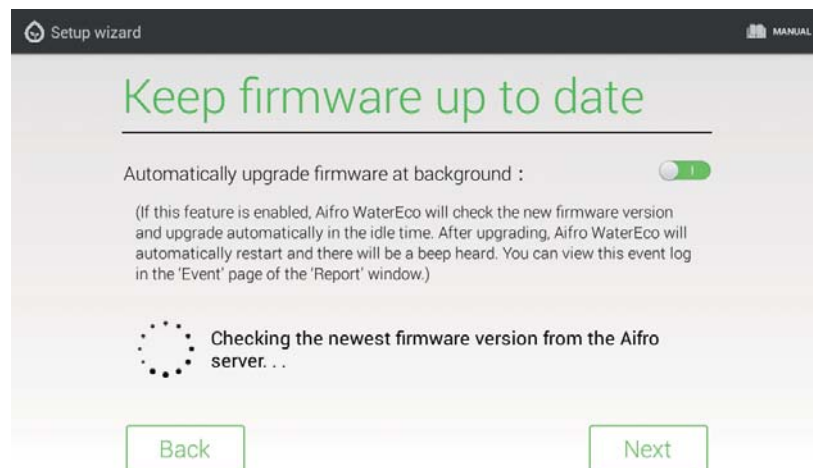 Setup wizard
MANUAL
Keep firmware up to date
Automatically upgrade firmware at background :
(If this feature is enabled, Aifro WaterEco will check the new firmware version
and upgrade automatically in the idle time. After upgrading, Aifro WaterEco will
automatically restart and there will be a beep heard. You can view this event log
in the 'Event' page of the 'Report' window.)
Checking the newest firmware version from the Aifro
server. . .
Back
Next